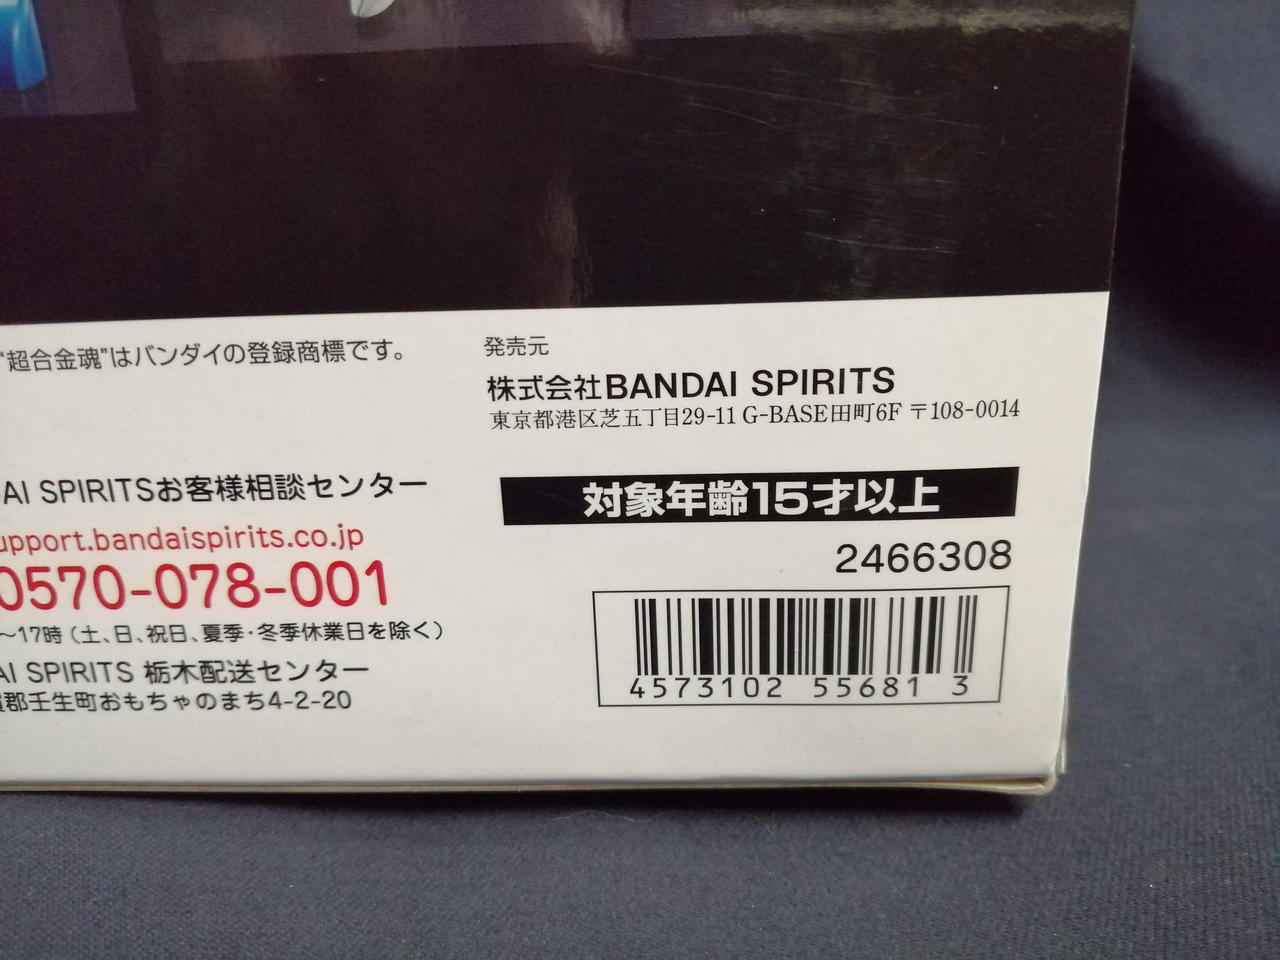 “超合金魂”はバンダイの登録商標です。
発売元
株式会社BANDAI SPIRITS
東京都港区芝五丁目29-11 G-BASE田町6F 〒108-0014
AI SPIRITSお客様相談センター
upport.bandaispirits.co.jp
0570-078-001
～17時（土、日、祝日、夏季・冬季休業日を除く）
AI SPIRITS 栃木配送センター
郡壬生町おもちゃのまち4-2-20
対象年齢15才以上
2466308
4573102 55681 3